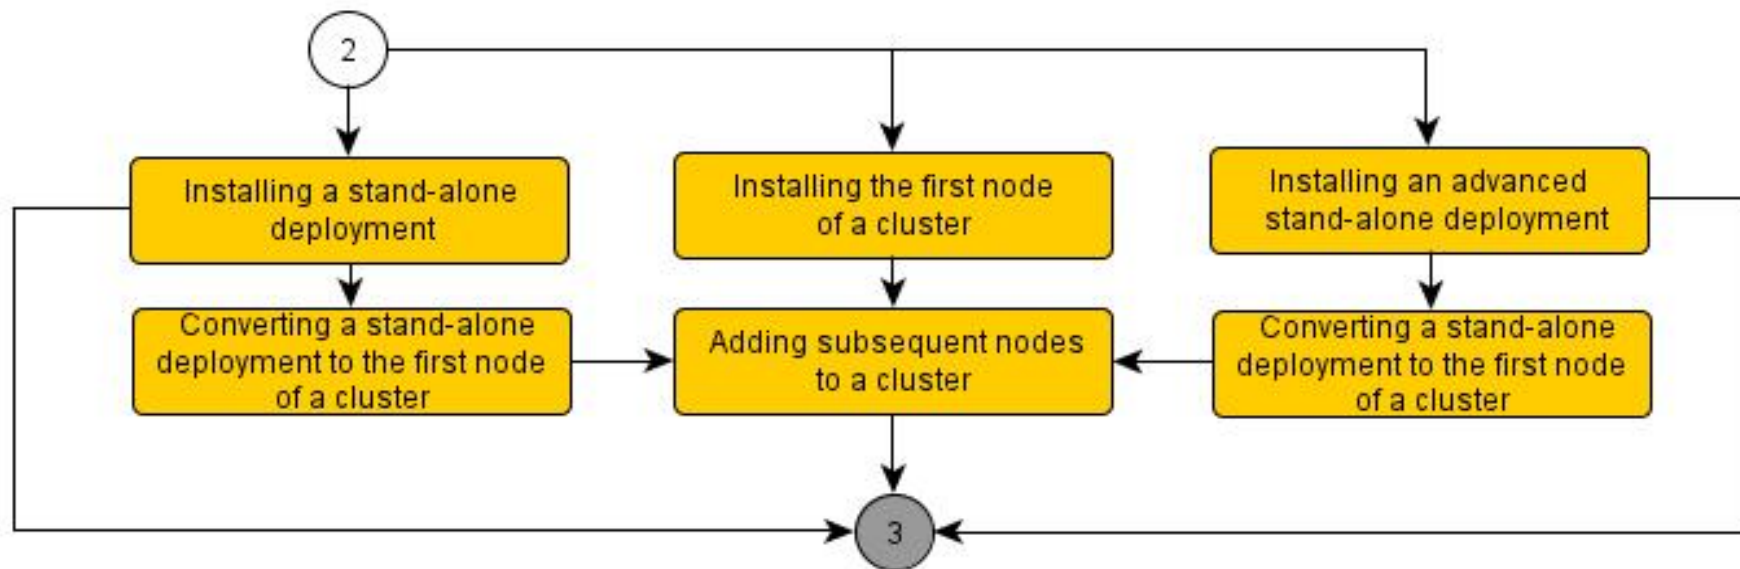 2
Installing a stand-alone
deployment
Installing the first node
of a cluster
Installing an advanced
stand-alone deployment
Converting a stand-alone
deployment to the first node
of a cluster
Adding subsequent nodes
to a cluster
Converting a stand-alone
deployment to the first node
of a cluster
3